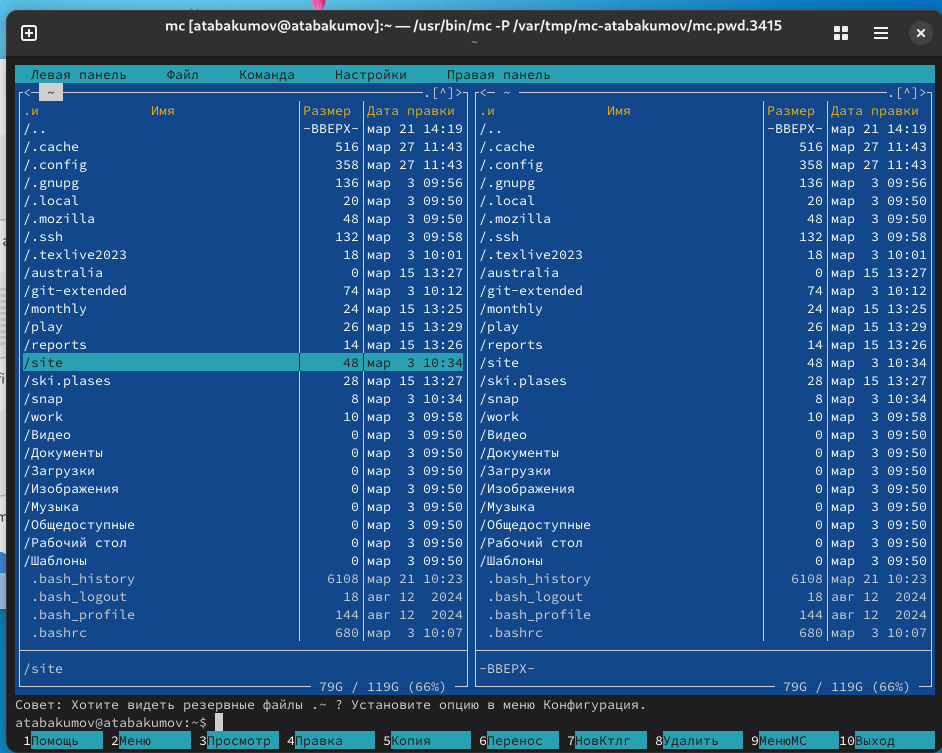 mc [atabakumov@atabakumov]:~ — /usr/bin/mc -P /var/tmp/mc-atabakumov/mc.pwd.3415
~
Левая панель Файл Команда Настройки Правая панель
<─ ~ .[^]> <─ ~ .[^]>
.и Имя Размер Дата правки .и Имя Размер Дата правки
/.. -ВВЕРХ- мар 21 14:19 /.. -ВВЕРХ- мар 21 14:19
/.cache 516 мар 27 11:43 /.cache 516 мар 27 11:43
/.config 358 мар 27 11:43 /.config 358 мар 27 11:43
/.gnupg 136 мар 3 09:56 /.gnupg 136 мар 3 09:56
/.local 20 мар 3 09:50 /.local 20 мар 3 09:50
/.mozilla 48 мар 3 09:50 /.mozilla 48 мар 3 09:50
/.ssh 132 мар 3 09:58 /.ssh 132 мар 3 09:58
/.texlive2023 18 мар 3 10:01 /.texlive2023 18 мар 3 10:01
/australia 0 мар 15 13:27 /australia 0 мар 15 13:27
/git-extended 74 мар 3 10:12 /git-extended 74 мар 3 10:12
/monthly 24 мар 15 13:25 /monthly 24 мар 15 13:25
/play 26 мар 15 13:29 /play 26 мар 15 13:29
/reports 14 мар 15 13:26 /reports 14 мар 15 13:26
/site 48 мар 3 10:34 /site 48 мар 3 10:34
/ski.plases 28 мар 15 13:27 /ski.plases 28 мар 15 13:27
/snap 8 мар 3 10:34 /snap 8 мар 3 10:34
/work 10 мар 3 09:58 /work 10 мар 3 09:58
/Видео 0 мар 3 09:50 /Видео 0 мар 3 09:50
/Документы 0 мар 3 09:50 /Документы 0 мар 3 09:50
/Загрузки 0 мар 3 09:50 /Загрузки 0 мар 3 09:50
/Изображения 0 мар 3 09:50 /Изображения 0 мар 3 09:50
/Музыка 0 мар 3 09:50 /Музыка 0 мар 3 09:50
/Общедоступные 0 мар 3 09:50 /Общедоступные 0 мар 3 09:50
/Рабочий стол 0 мар 3 09:50 /Рабочий стол 0 мар 3 09:50
/Шаблоны 0 мар 3 09:50 /Шаблоны 0 мар 3 09:50
.bash_history 6108 мар 21 10:23 .bash_history 6108 мар 21 10:23
.bash_logout 18 авг 12 2024 .bash_logout 18 авг 12 2024
.bash_profile 144 авг 12 2024 .bash_profile 144 авг 12 2024
.bashrc 680 мар 3 10:07 .bashrc 680 мар 3 10:07
/site -ВВЕРХ-
79G / 119G (66%) 79G / 119G (66%)
Совет: Хотите видеть резервные файлы .~ ? Установите опцию в меню Конфигурация.
atabakumov@atabakumov:~$
1Помощь 2Меню 3Просмотр 4Правка 5Копия 6Перенос 7НовКтлг 8Удалить 9МенюМС 10Выход